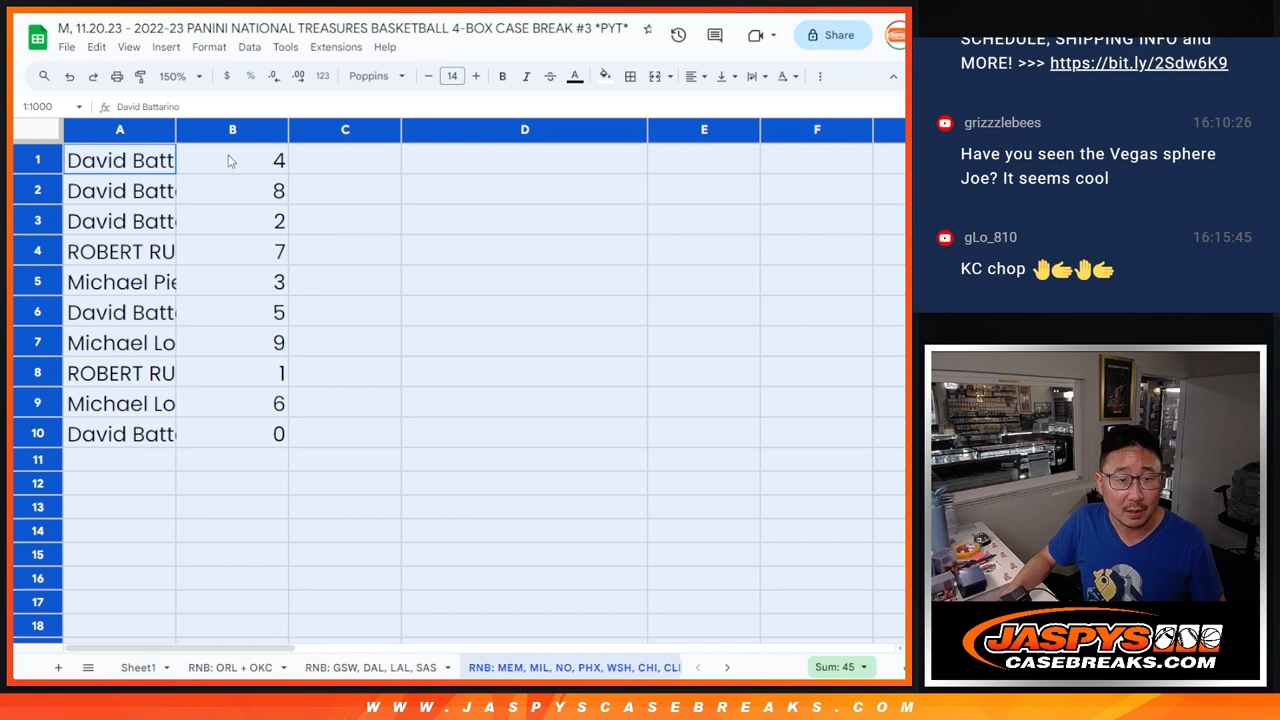 M, 11.20.23 - 2022-23 PANINI NATIONAL TREASURES BASKETBALL 4-BOX CASE BREAK #3 *PYT*
File Edit View Insert Format Data Tools Extensions Help
Share
150% $ % .0 .00 123 Poppins 14 B I A
1:1000 fx David Battarino
A B C D E F
1 David Batt 4
2 David Batt 8
3 David Batt 2
4 ROBERT RU 7
5 Michael Pie 3
6 David Batt 5
7 Michael Lo 9
8 ROBERT RU 1
9 Michael Lo 6
10 David Batt 0
11
12
13
14
15
16
17
18
Sheet1 RNB: ORL + OKC RNB: GSW, DAL, LAL, SAS RNB: MEM, MIL, NO, PHX, WSH, CHI, CLI Sum: 45
SCHEDULE, SHIPPING INFO and
MORE! >>> https://bit.ly/2Sdw6K9
grizzzlebees 16:10:26
Have you seen the Vegas sphere
Joe? It seems cool
gLo_810 16:15:45
KC chop 🤚👉🤚👉
JASPYS
CASEBREAKS.COM
WWW.JASPYSCASEBREAKS.COM